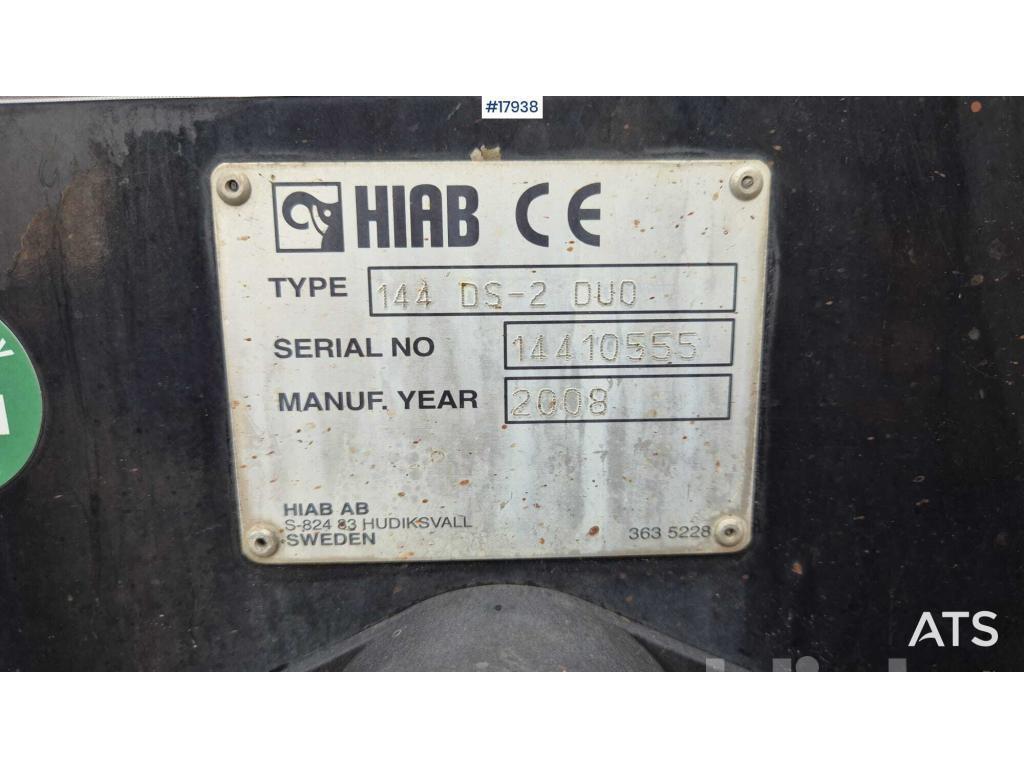 #17938
HIAB CE
TYPE 144 DS-2 DUO
SERIAL NO 14410555
MANUF. YEAR 2008
HIAB AB
S-824 83 HUDIKSVALL
SWEDEN 363 5228
ATS